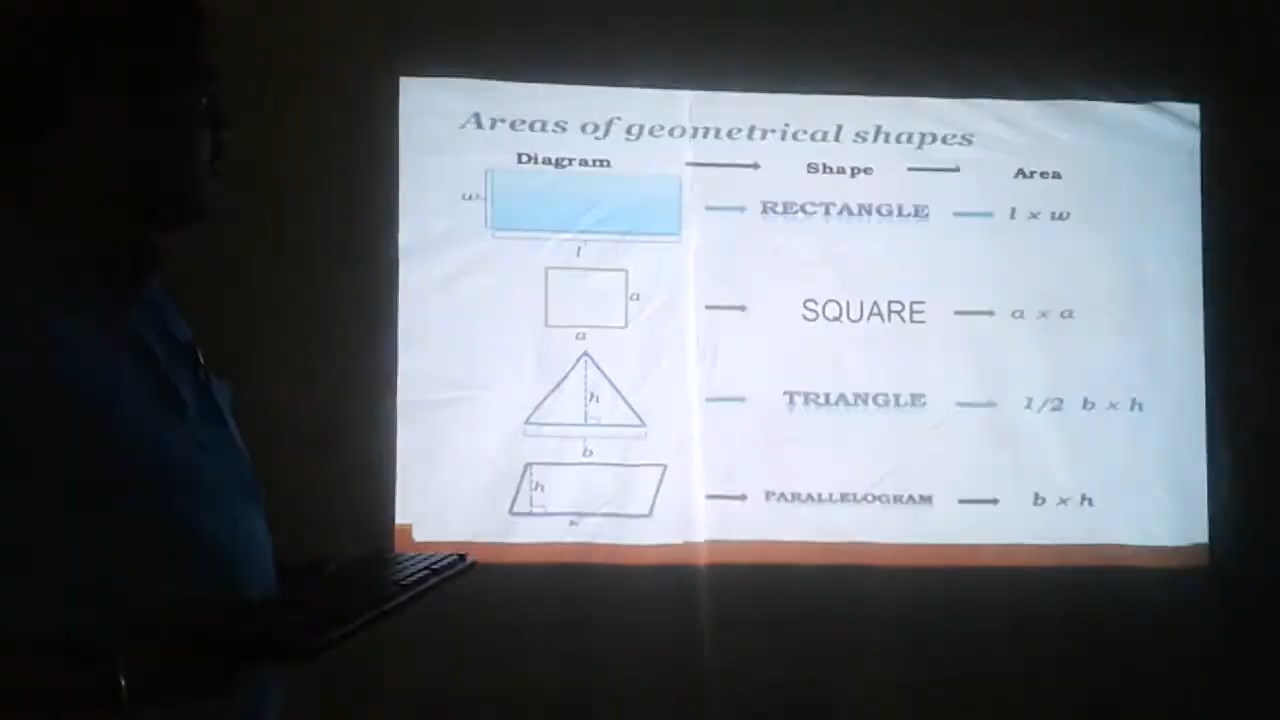 Areas of geometrical shapes
Diagram Shape Area
w RECTANGLE l × w
l
a SQUARE a × a
a
h TRIANGLE 1/2 b × h
b
h PARALLELOGRAM b × h